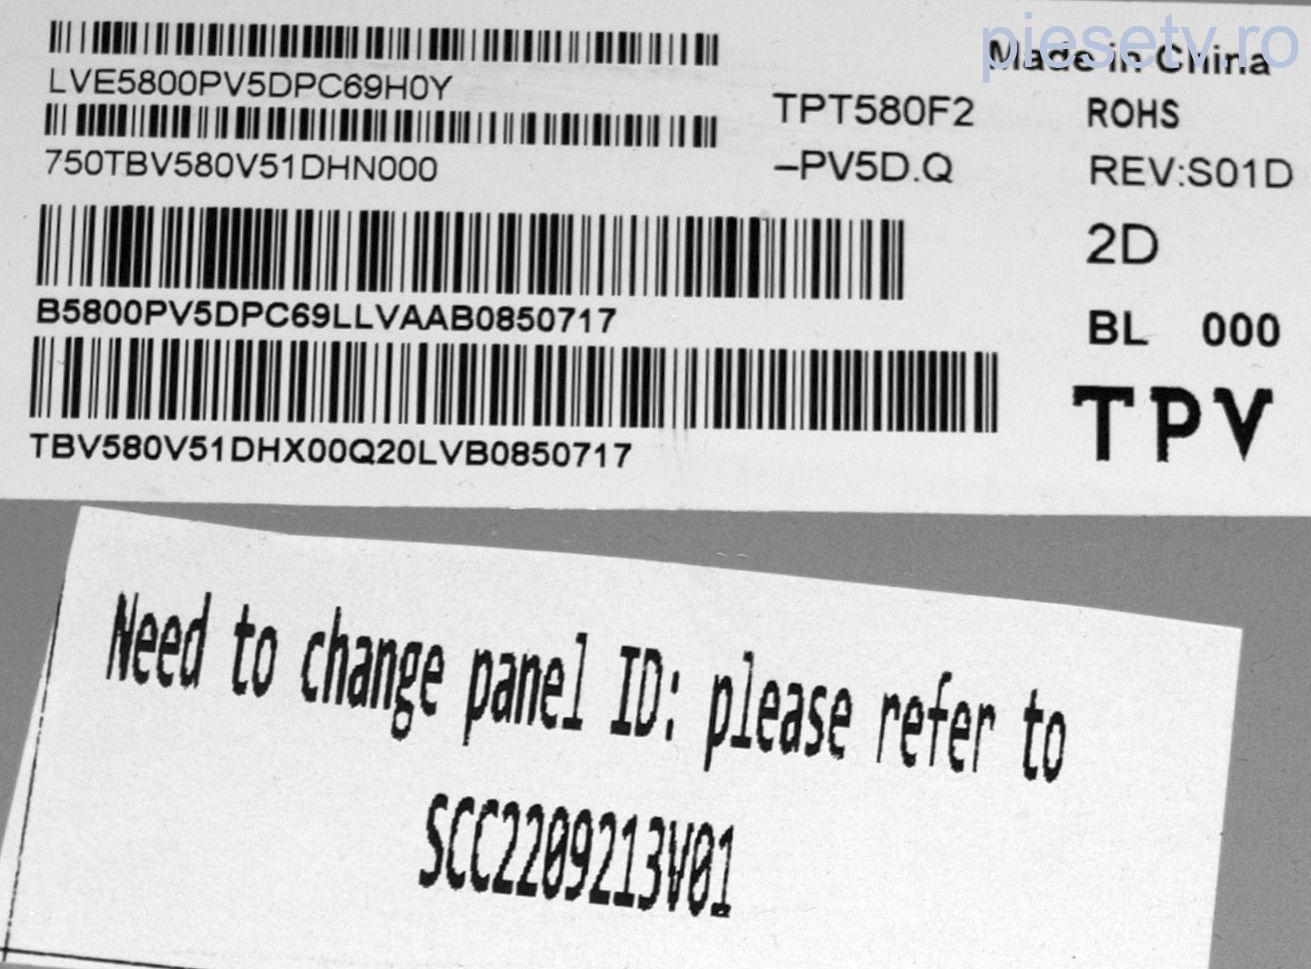 piesetv.ro
Made in China
LVE5800PV5DPC69H0Y
TPT580F2
ROHS
750TBV580V51DHN000
-PV5D.Q
REV:S01D
2D
B5800PV5DPC69LLVAAB0850717
BL 000
TPV
TBV580V51DHX00Q20LVB0850717
Need to change panel ID: please refer to
SCC2209213V01